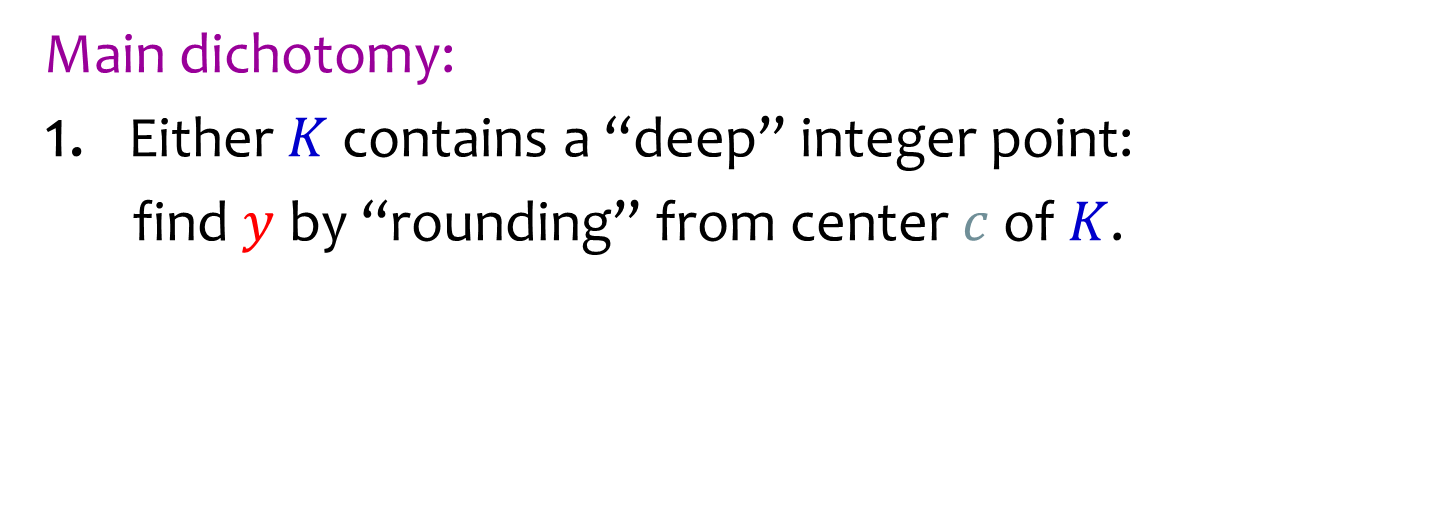 Main dichotomy:
1. Either K contains a “deep” integer point:
find y by “rounding” from center c of K.